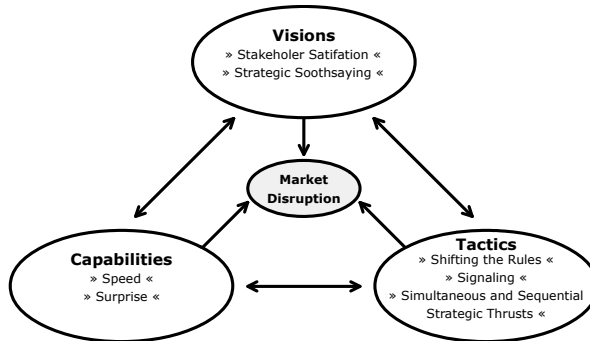 Visions
» Stakeholer Satifation «
» Strategic Soothsaying «
Market
Disruption
Capabilities
» Speed «
» Surprise «
Tactics
» Shifting the Rules «
» Signaling «
» Simultaneous and Sequential
Strategic Thrusts «